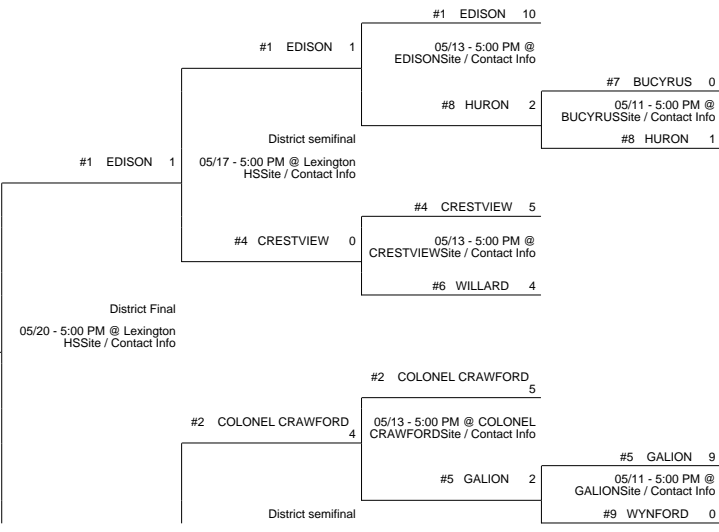 #1 EDISON 10
#1 EDISON 1
05/13 - 5:00 PM @
EDISONSite / Contact Info
#7 BUCYRUS 0
#8 HURON 2
05/11 - 5:00 PM @
BUCYRUSSite / Contact Info
#8 HURON 1
District semifinal
#1 EDISON 1
05/17 - 5:00 PM @ Lexington
HSSite / Contact Info
#4 CRESTVIEW 5
#4 CRESTVIEW 0
05/13 - 5:00 PM @
CRESTVIEWSite / Contact Info
#6 WILLARD 4
District Final
05/20 - 5:00 PM @ Lexington
HSSite / Contact Info
#2 COLONEL CRAWFORD
5
#2 COLONEL CRAWFORD
4
05/13 - 5:00 PM @ COLONEL
CRAWFORDSite / Contact Info
#5 GALION 9
#5 GALION 2
05/11 - 5:00 PM @
GALIONSite / Contact Info
District semifinal
#9 WYNFORD 0